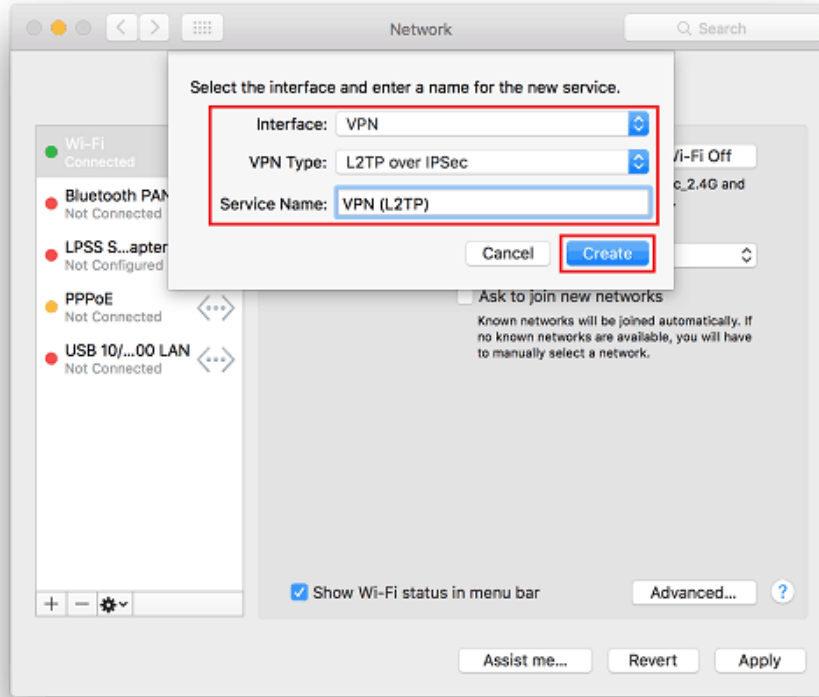 Network
Search
Select the interface and enter a name for the new service.
Interface: VPN
VPN Type: L2TP over IPSec
Service Name: VPN (L2TP)
Cancel
Create
Wi-Fi
Connected
Bluetooth PAN
Not Connected
LPSS S...apter
Not Configured
PPPoE
Not Connected
USB 10/...00 LAN
Not Connected
Wi-Fi Off
c_2.4G and
Ask to join new networks
Known networks will be joined automatically. If
no known networks are available, you will have
to manually select a network.
Show Wi-Fi status in menu bar
Advanced...
?
Assist me...
Revert
Apply